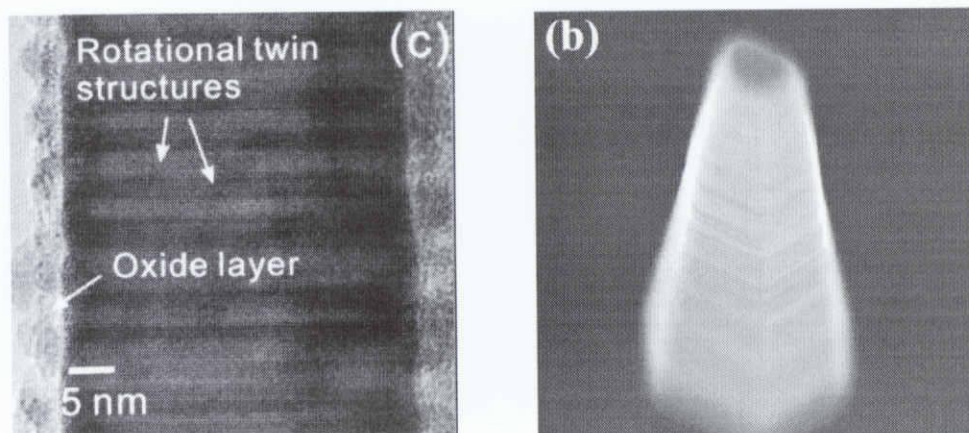 (c)
Rotational twin
structures
Oxide layer
5 nm
(b)